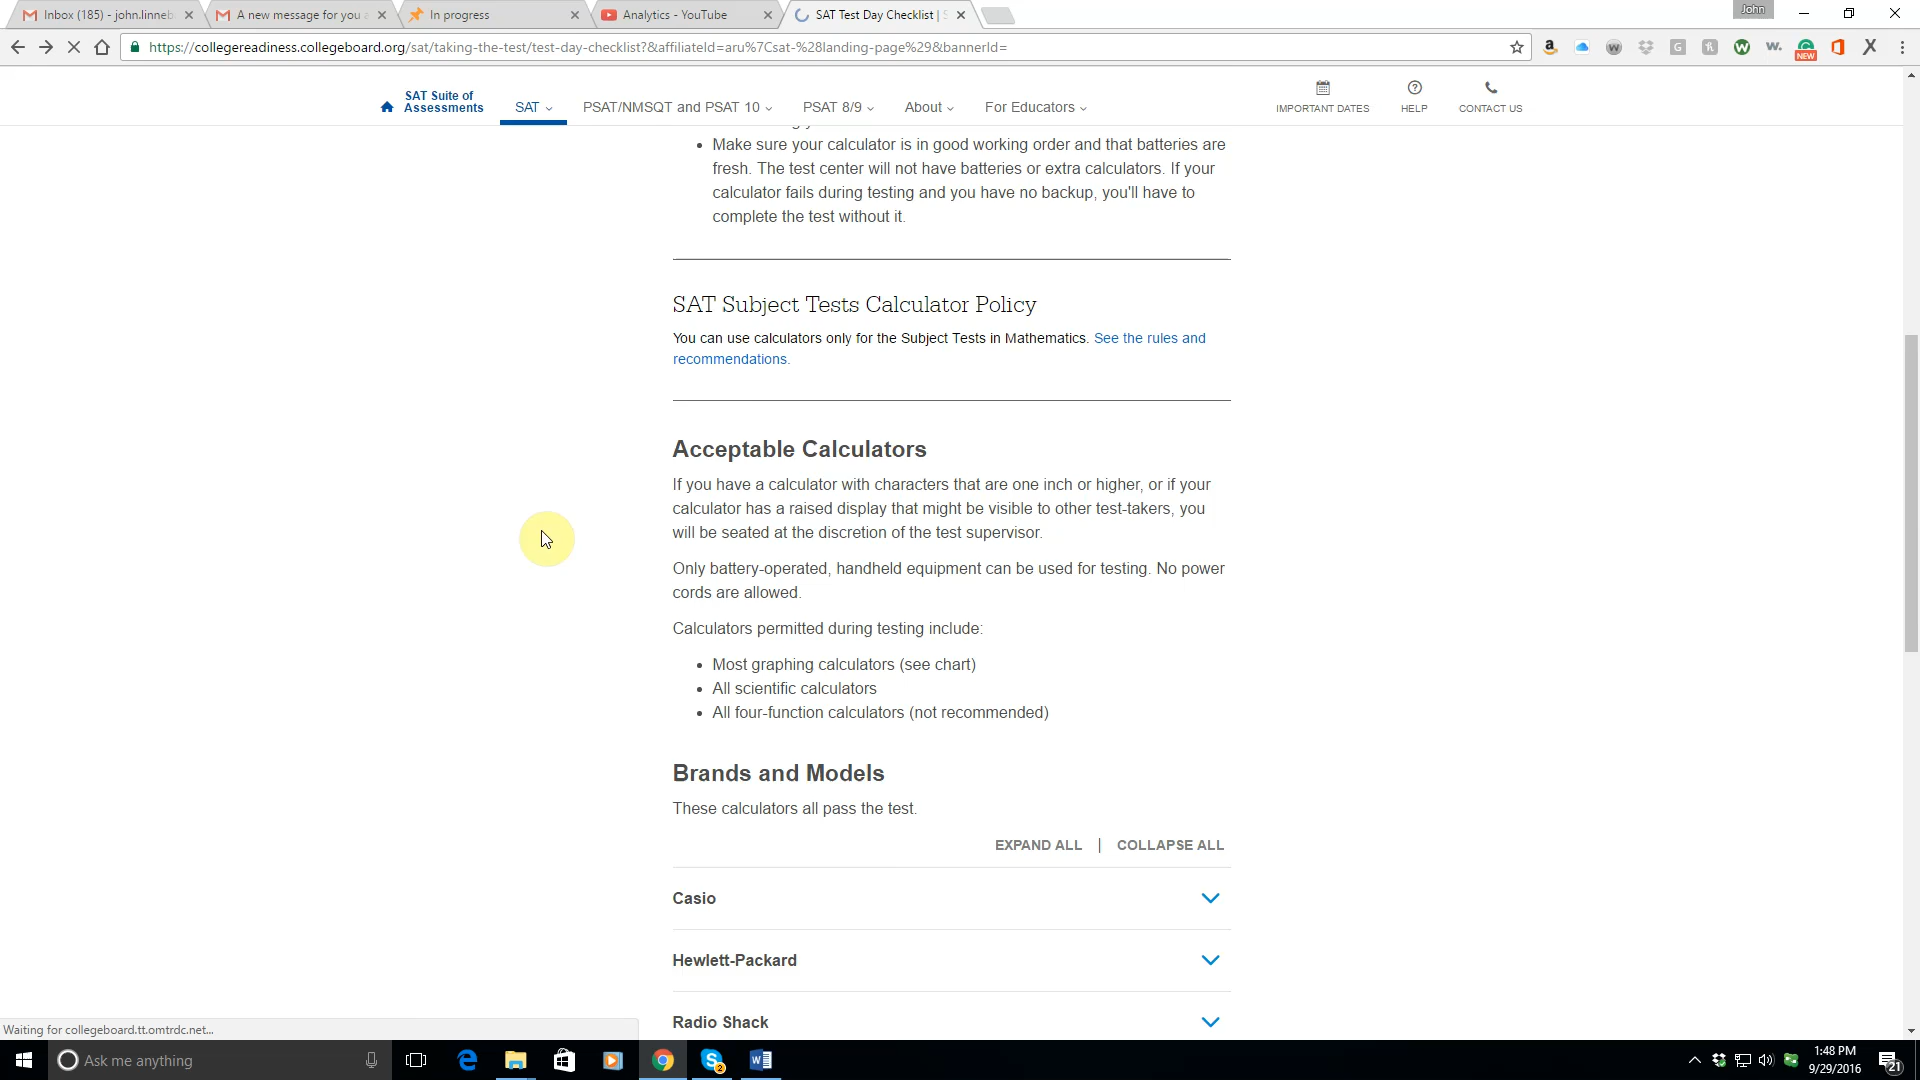 Inbox (185) - john.linneb
A new message for you a
In progress
Analytics - YouTube
SAT Test Day Checklist | S
John
https://collegereadiness.collegeboard.org/sat/taking-the-test/test-day-checklist?&affiliateId=aru%7Csat-%28landing-page%29&bannerId=
NEW
SAT Suite of
Assessments
SAT
PSAT/NMSQT and PSAT 10
PSAT 8/9
About
For Educators
IMPORTANT DATES
HELP
CONTACT US
• Make sure your calculator is in good working order and that batteries are
fresh. The test center will not have batteries or extra calculators. If your
calculator fails during testing and you have no backup, you'll have to
complete the test without it.
SAT Subject Tests Calculator Policy
You can use calculators only for the Subject Tests in Mathematics. See the rules and
recommendations.
Acceptable Calculators
If you have a calculator with characters that are one inch or higher, or if your
calculator has a raised display that might be visible to other test-takers, you
will be seated at the discretion of the test supervisor.
Only battery-operated, handheld equipment can be used for testing. No power
cords are allowed.
Calculators permitted during testing include:
• Most graphing calculators (see chart)
• All scientific calculators
• All four-function calculators (not recommended)
Brands and Models
These calculators all pass the test.
EXPAND ALL | COLLAPSE ALL
Casio
Hewlett-Packard
Radio Shack
Waiting for collegeboard.tt.omtrdc.net...
Ask me anything
2
1:48 PM
9/29/2016
21